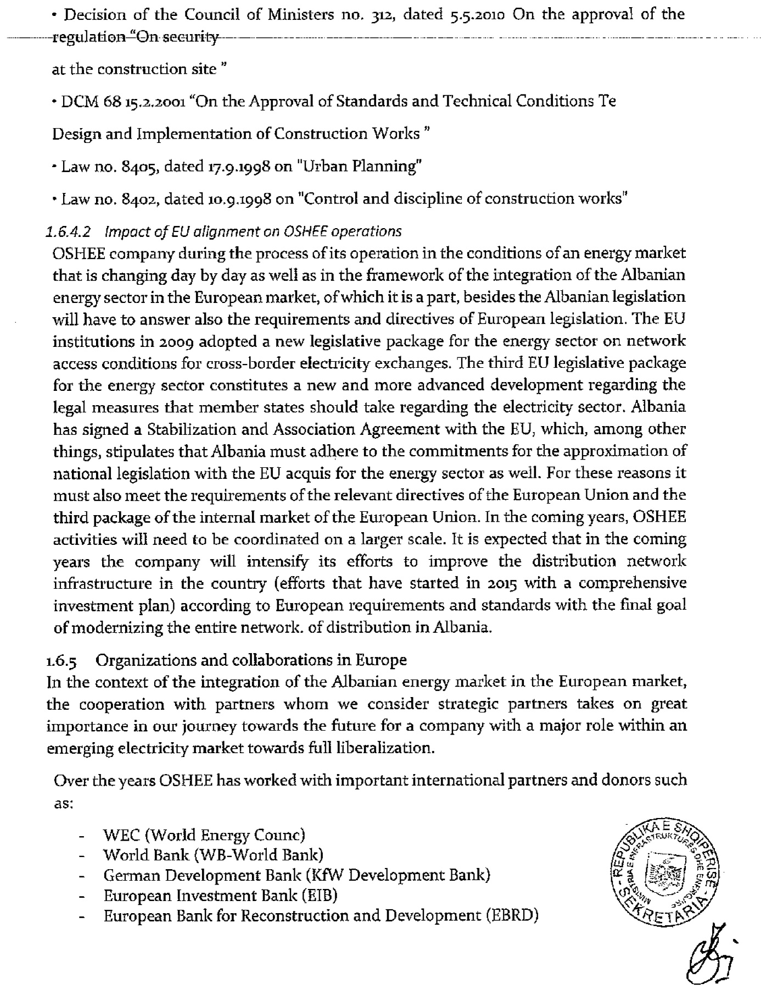 • Decision of the Council of Ministers no. 312, dated 5.5.2010 On the approval of the
regulation “On security
at the construction site ”
• DCM 68 15.2.2001 “On the Approval of Standards and Technical Conditions Te
Design and Implementation of Construction Works ”
• Law no. 8405, dated 17.9.1998 on "Urban Planning"
• Law no. 8402, dated 10.9.1998 on "Control and discipline of construction works"
1.6.4.2 Impact of EU alignment on OSHEE operations
OSHEE company during the process of its operation in the conditions of an energy market
that is changing day by day as well as in the framework of the integration of the Albanian
energy sector in the European market, of which it is a part, besides the Albanian legislation
will have to answer also the requirements and directives of European legislation. The EU
institutions in 2009 adopted a new legislative package for the energy sector on network
access conditions for cross-border electricity exchanges. The third EU legislative package
for the energy sector constitutes a new and more advanced development regarding the
legal measures that member states should take regarding the electricity sector. Albania
has signed a Stabilization and Association Agreement with the EU, which, among other
things, stipulates that Albania must adhere to the commitments for the approximation of
national legislation with the EU acquis for the energy sector as well. For these reasons it
must also meet the requirements of the relevant directives of the European Union and the
third package of the internal market of the European Union. In the coming years, OSHEE
activities will need to be coordinated on a larger scale. It is expected that in the coming
years the company will intensify its efforts to improve the distribution network
infrastructure in the country (efforts that have started in 2015 with a comprehensive
investment plan) according to European requirements and standards with the final goal
of modernizing the entire network. of distribution in Albania.
1.6.5 Organizations and collaborations in Europe
In the context of the integration of the Albanian energy market in the European market,
the cooperation with partners whom we consider strategic partners takes on great
importance in our journey towards the future for a company with a major role within an
emerging electricity market towards full liberalization.
Over the years OSHEE has worked with important international partners and donors such
as:
- WEC (World Energy Counc)
- World Bank (WB-World Bank)
- German Development Bank (KfW Development Bank)
- European Investment Bank (EIB)
- European Bank for Reconstruction and Development (EBRD)
REPUBLIKA E SHQIPERISE
MINISTRIA E INFRASTRUKTURES DHE ENERGJISE
- SEKRETARIA -